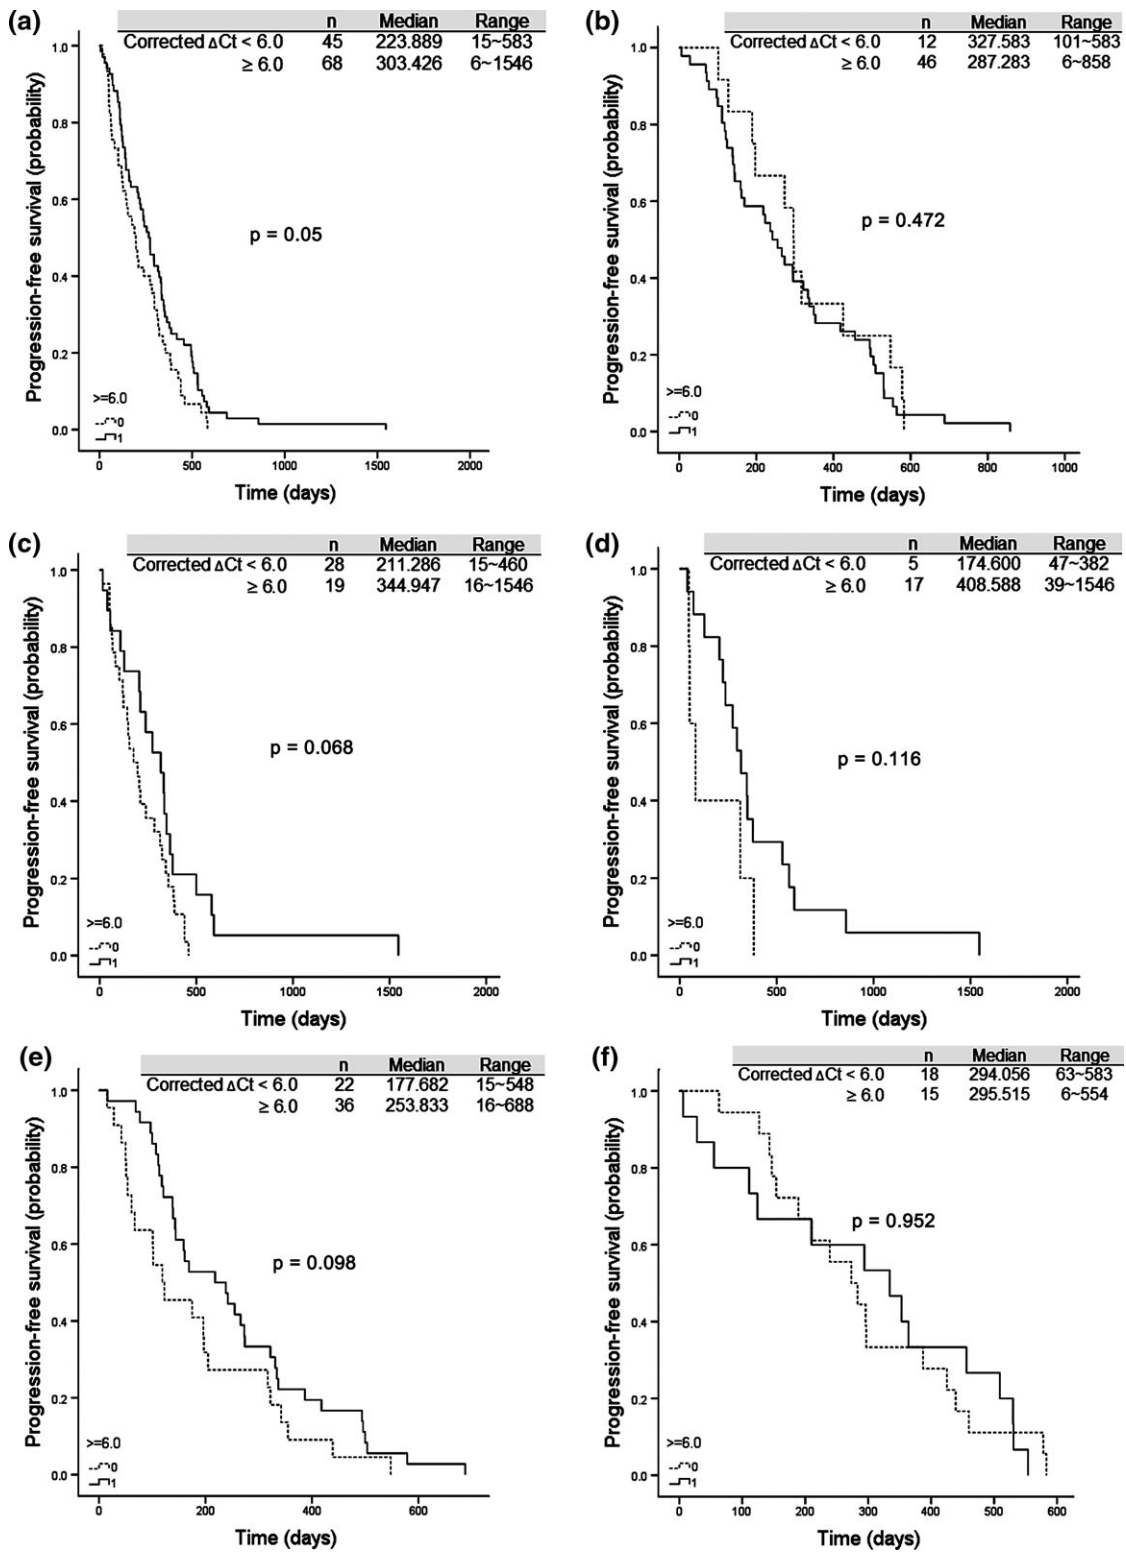 (a)
n Median Range
Corrected ΔCt < 6.0 45 223.889 15~583
≥ 6.0 68 303.426 6~1546
Progression-free survival (probability)
1.0
0.8
0.6
0.4
0.2
0.0
p = 0.05
>=6.0
0
1
0 500 1000 1500 2000
Time (days)
(b)
n Median Range
Corrected ΔCt < 6.0 12 327.583 101~583
≥ 6.0 46 287.283 6~858
Progression-free survival (probability)
1.0
0.8
0.6
0.4
0.2
0.0
p = 0.472
>=6.0
0
1
0 200 400 600 800 1000
Time (days)
(c)
n Median Range
Corrected ΔCt < 6.0 28 211.286 15~460
≥ 6.0 19 344.947 16~1546
Progression-free survival (probability)
1.0
0.8
0.6
0.4
0.2
0.0
p = 0.068
>=6.0
0
1
0 500 1000 1500 2000
Time (days)
(d)
n Median Range
Corrected ΔCt < 6.0 5 174.600 47~382
≥ 6.0 17 408.588 39~1546
Progression-free survival (probability)
1.0
0.8
0.6
0.4
0.2
0.0
p = 0.116
>=6.0
0
1
0 500 1000 1500 2000
Time (days)
(e)
n Median Range
Corrected ΔCt < 6.0 22 177.682 15~548
≥ 6.0 36 253.833 16~688
Progression-free survival (probability)
1.0
0.8
0.6
0.4
0.2
0.0
p = 0.098
>=6.0
0
1
0 200 400 600
Time (days)
(f)
n Median Range
Corrected ΔCt < 6.0 18 294.056 63~583
≥ 6.0 15 295.515 6~554
Progression-free survival (probability)
1.0
0.8
0.6
0.4
0.2
0.0
p = 0.952
>=6.0
0
1
0 100 200 300 400 500 600
Time (days)